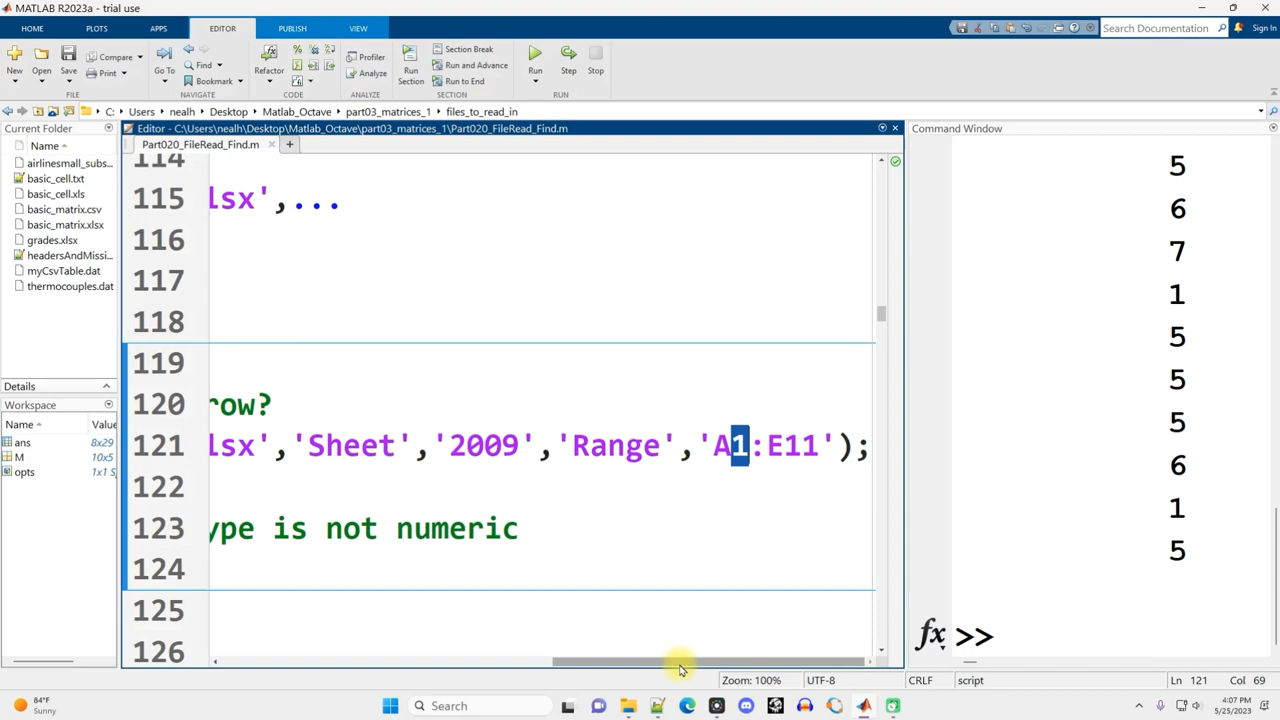 MATLAB R2023a - trial use
HOME PLOTS APPS EDITOR PUBLISH VIEW
Search Documentation
Sign In
New Open Save
Compare
Print
FILE
Go To
Find
Bookmark
NAVIGATE
Refactor
CODE
Profiler
Analyze
ANALYZE
Run Section
Section Break
Run and Advance
Run to End
SECTION
Run Step Stop
RUN
C: Users nealh Desktop Matlab_Octave part03_matrices_1 files_to_read_in
Current Folder
Name
airlinesmall_subs...
basic_cell.txt
basic_cell.xls
basic_matrix.csv
basic_matrix.xlsx
grades.xlsx
headersAndMissi...
myCsvTable.dat
thermocouples.dat
Details
Workspace
Name Value
ans 8x29
M 10x5
opts 1x1 S
Editor - C:\Users\nealh\Desktop\Matlab_Octave\part03_matrices_1\Part020_FileRead_Find.m
Part020_FileRead_Find.m
114
115 lsx',...
116
117
118
119
120 row?
121 lsx','Sheet','2009','Range','A1:E11');
122
123 ype is not numeric
124
125
126
Command Window
5
6
7
1
5
5
5
6
1
5
fx >>
Zoom: 100% UTF-8 CRLF script Ln 121 Col 69
84°F
Sunny
Search
4:07 PM
5/25/2023